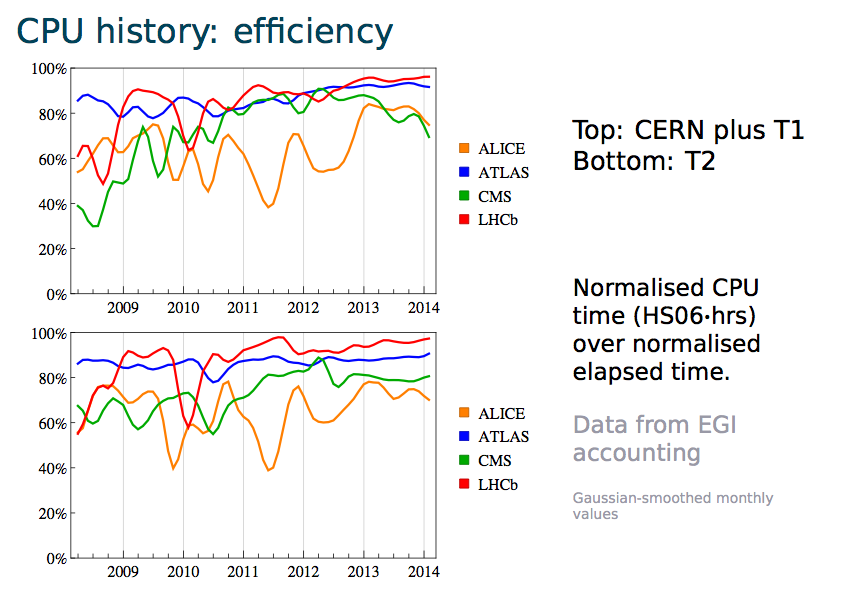 CPU history: efficiency
100%
80%
60%
40%
20%
0%
2009 2010 2011 2012 2013 2014
ALICE
ATLAS
CMS
LHCb
Top: CERN plus T1
Bottom: T2
100%
80%
60%
40%
20%
0%
2009 2010 2011 2012 2013 2014
ALICE
ATLAS
CMS
LHCb
Normalised CPU
time (HS06·hrs)
over normalised
elapsed time.
Data from EGI
accounting
Gaussian-smoothed monthly
values